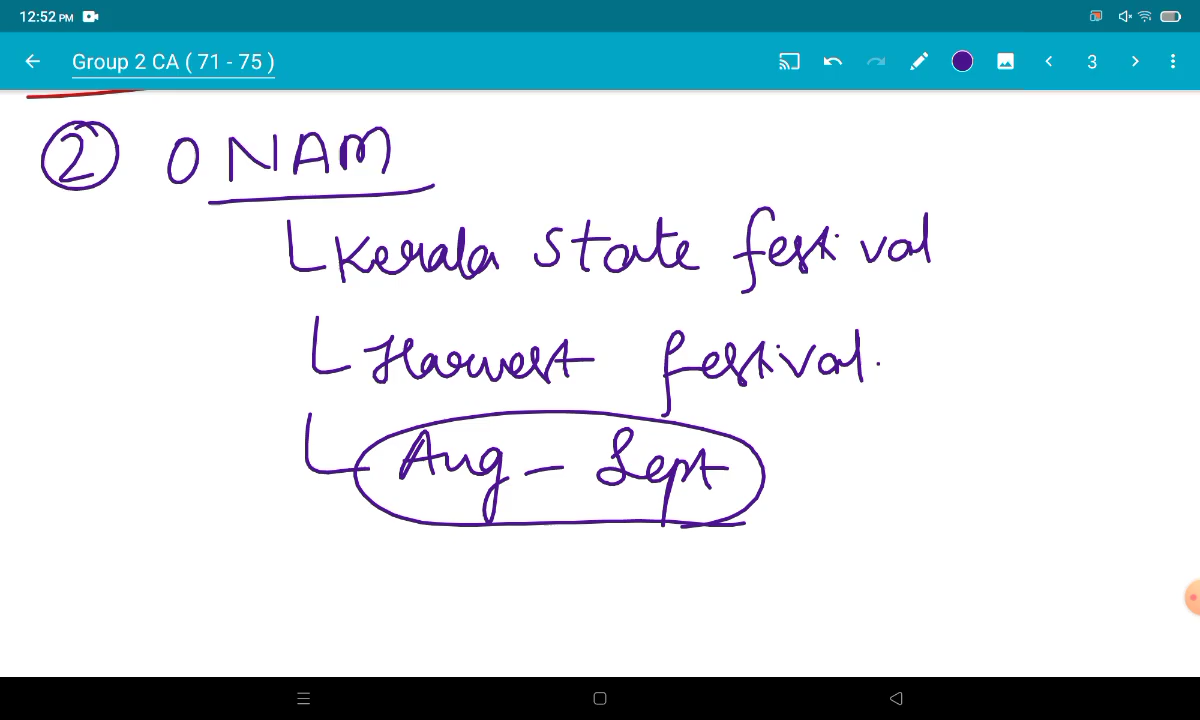 12:52 PM
Group 2 CA ( 71 - 75 )
3
2 ONAM
Kerala State festival
Harvest festival.
Aug - Sept